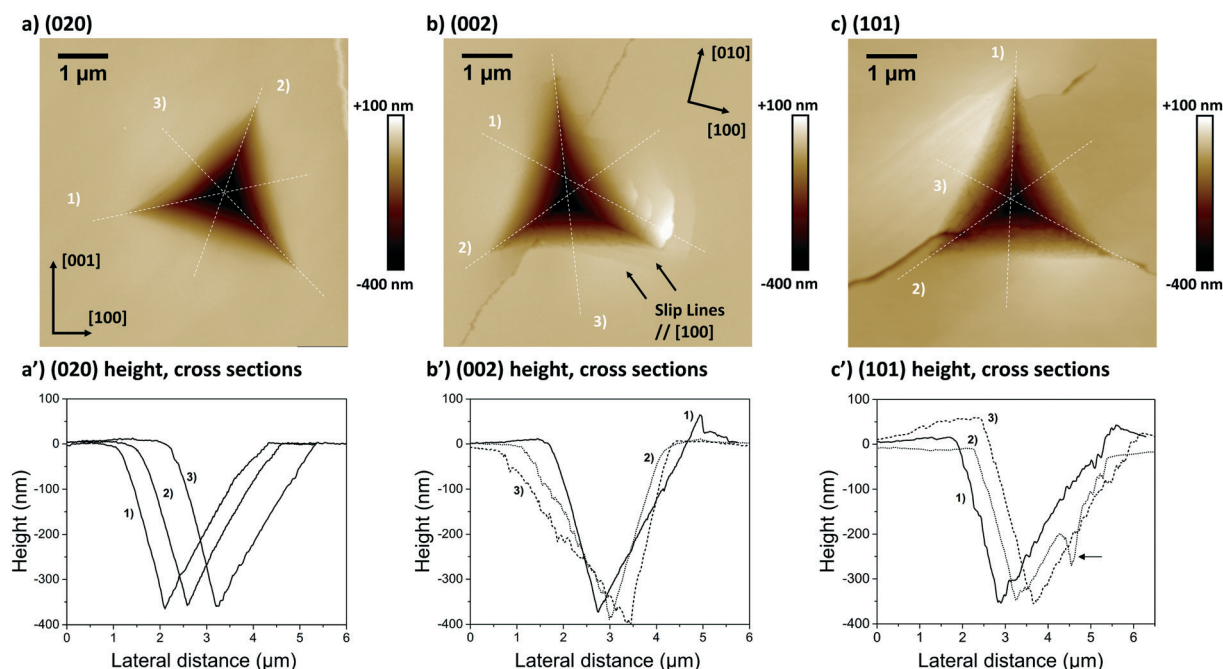 a) (020)
1 µm
3)
2)
1)
[001]
[100]
+100 nm
-400 nm
b) (002)
1 µm
[010]
[100]
1)
2)
3)
Slip Lines
// [100]
+100 nm
-400 nm
c) (101)
1 µm
1)
3)
2)
+100 nm
-400 nm
a') (020) height, cross sections
Height (nm)
100
0
-100
-200
-300
-400
1)
2)
3)
0 1 2 3 4 5 6
Lateral distance (µm)
b') (002) height, cross sections
Height (nm)
100
0
-100
-200
-300
-400
1)
2)
3)
0 1 2 3 4 5 6
Lateral distance (µm)
c') (101) height, cross sections
Height (nm)
100
0
-100
-200
-300
-400
3)
2)
1)
0 1 2 3 4 5 6
Lateral distance (µm)